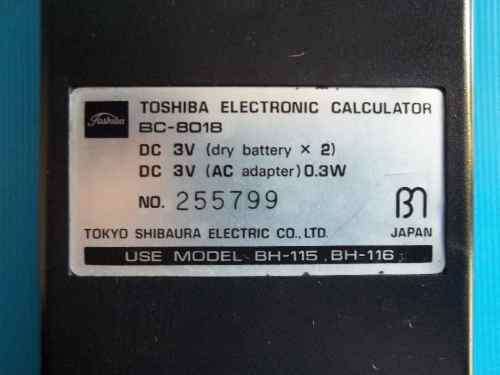 Toshiba
TOSHIBA ELECTRONIC CALCULATOR
BC-8018
DC 3V (dry battery × 2)
DC 3V (AC adapter) 0.3W
NO. 255799
TOKYO SHIBAURA ELECTRIC CO., LTD. JAPAN
USE MODEL BH-115, BH-116